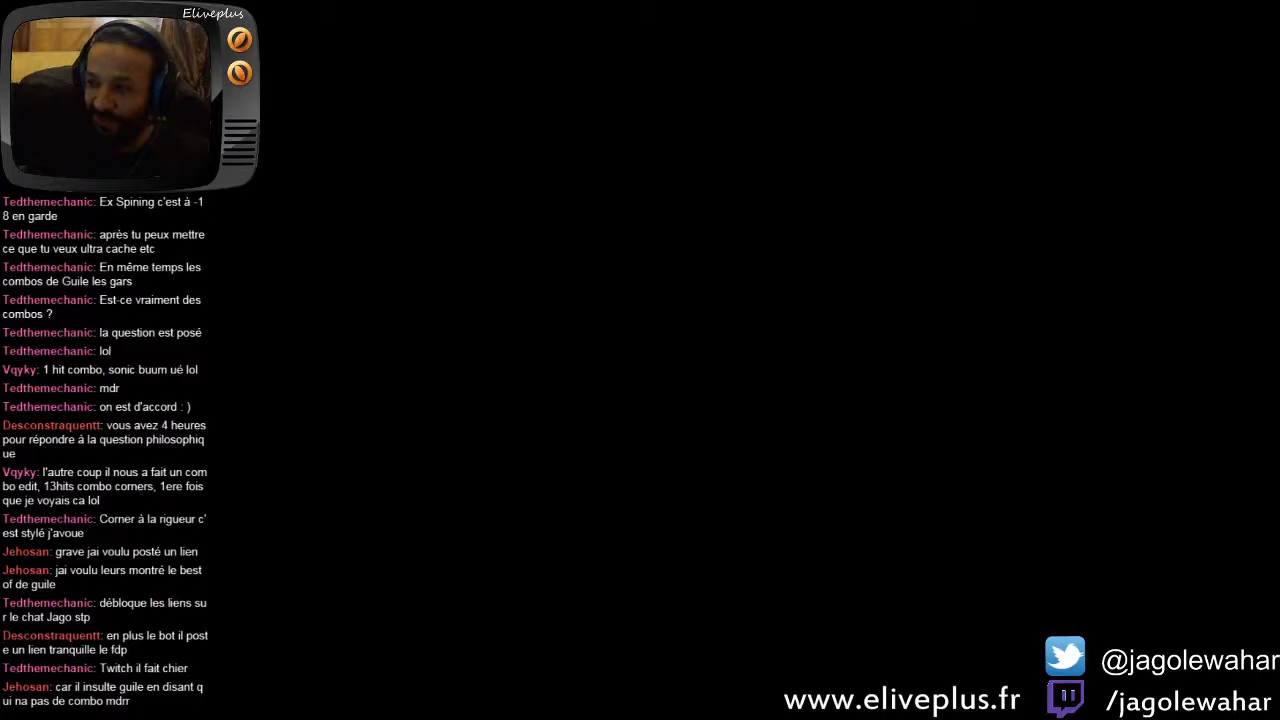 Eliveplus
Tedthemechanic: Ex Spining c'est à -1
8 en garde
Tedthemechanic: après tu peux mettre
ce que tu veux ultra cache etc
Tedthemechanic: En même temps les
combos de Guile les gars
Tedthemechanic: Est-ce vraiment des
combos ?
Tedthemechanic: la question est posé
Tedthemechanic: lol
Vqyky: 1 hit combo, sonic buum ué lol
Tedthemechanic: mdr
Tedthemechanic: on est d'accord : )
Desconstraquentt: vous avez 4 heures
pour répondre à la question philosophiq
ue
Vqyky: l'autre coup il nous a fait un com
bo edit, 13hits combo corners, 1ere fois
que je voyais ca lol
Tedthemechanic: Corner à la rigueur c'
est stylé j'avoue
Jehosan: grave jai voulu posté un lien
Jehosan: jai voulu leurs montré le best
of de guile
Tedthemechanic: débloque les liens su
r le chat Jago stp
Desconstraquentt: en plus le bot il post
e un lien tranquille le fdp
Tedthemechanic: Twitch il fait chier
Jehosan: car il insulte guile en disant q
ui na pas de combo mdrr
@jagolewahar
www.eliveplus.fr
/jagolewahar